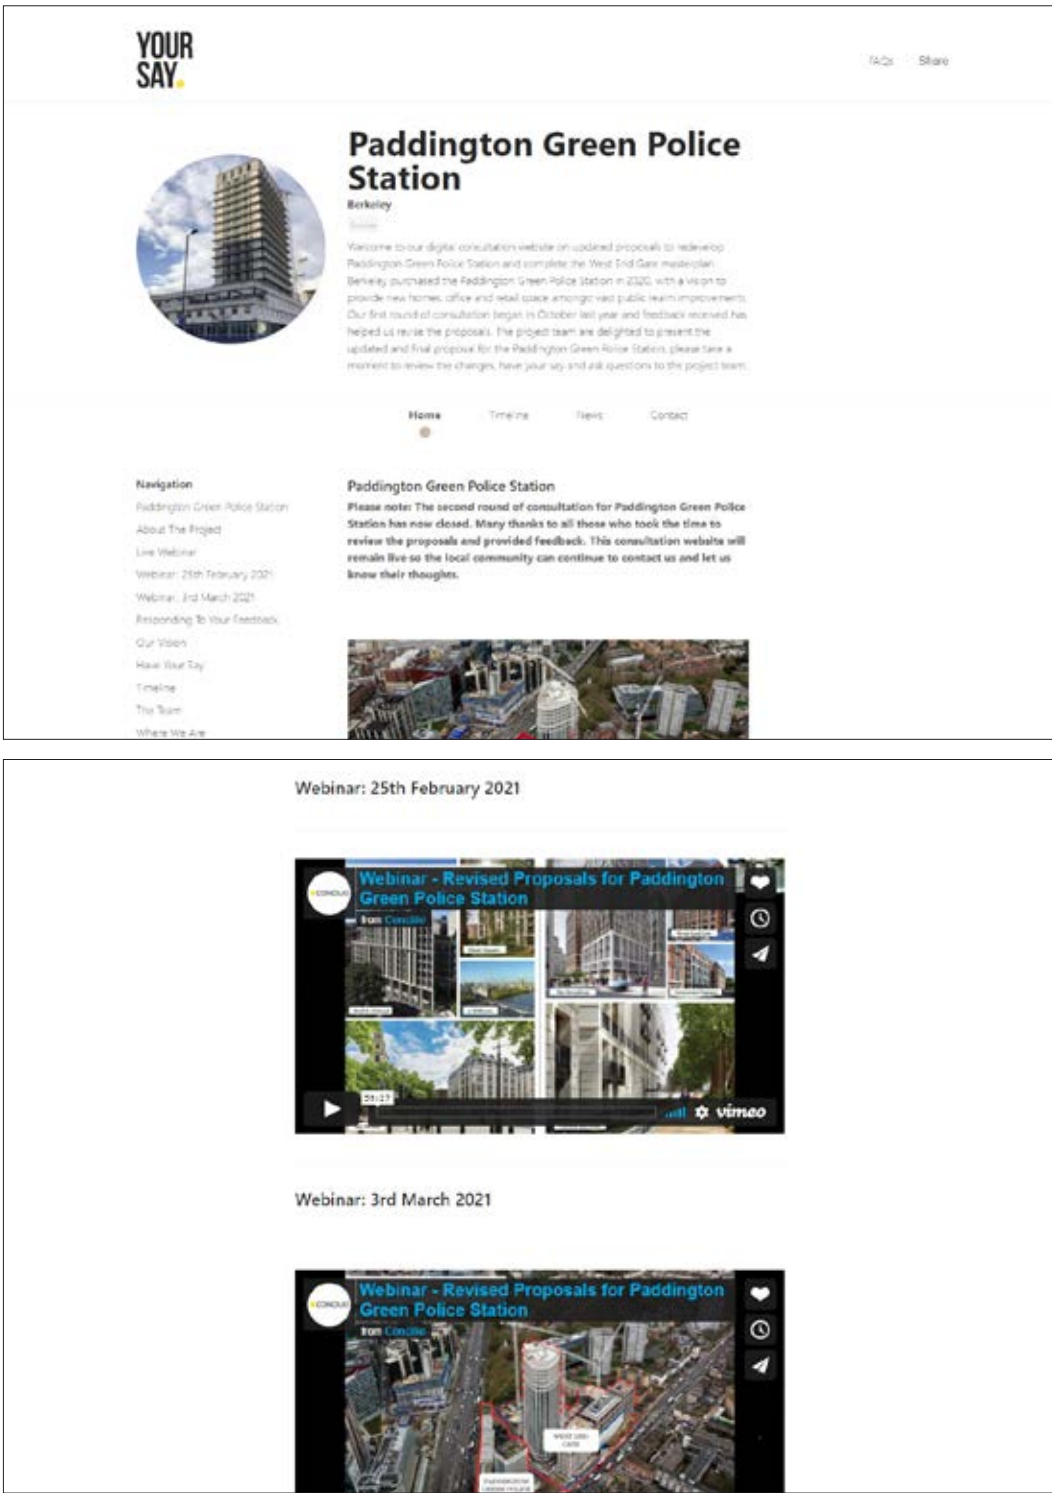 YOUR
SAY.
FAQs Share
Paddington Green Police
Station
Berkeley
Welcome to our digital consultation website on updated proposals to redevelop
Paddington Green Police Station and complete the West End Gate masterplan.
Berkeley purchased the Paddington Green Police Station in 2020, with a vision to
provide new homes, office and retail space amongst vast public realm improvements.
Our first round of consultation began in October last year and feedback received has
helped us revise the proposals. The project team are delighted to present the
updated and final proposal for the Paddington Green Police Station, please take a
moment to review the changes, have your say and ask questions to the project team.
Home Timeline News Contact
Navigation
Paddington Green Police Station
About The Project
Live Webinar
Webinar: 25th February 2021
Webinar: 3rd March 2021
Responding To Your Feedback
Our Vision
Have Your Say
Timeline
The Team
Where We Are
Paddington Green Police Station
Please note: The second round of consultation for Paddington Green Police
Station has now closed. Many thanks to all those who took the time to
review the proposals and provided feedback. This consultation website will
remain live so the local community can continue to contact us and let us
know their thoughts.
Webinar: 25th February 2021
CONCILIO
Webinar - Revised Proposals for Paddington
Green Police Station
from Concilio
vimeo
Webinar: 3rd March 2021
CONCILIO
Webinar - Revised Proposals for Paddington
Green Police Station
from Concilio
WEST END
GATE